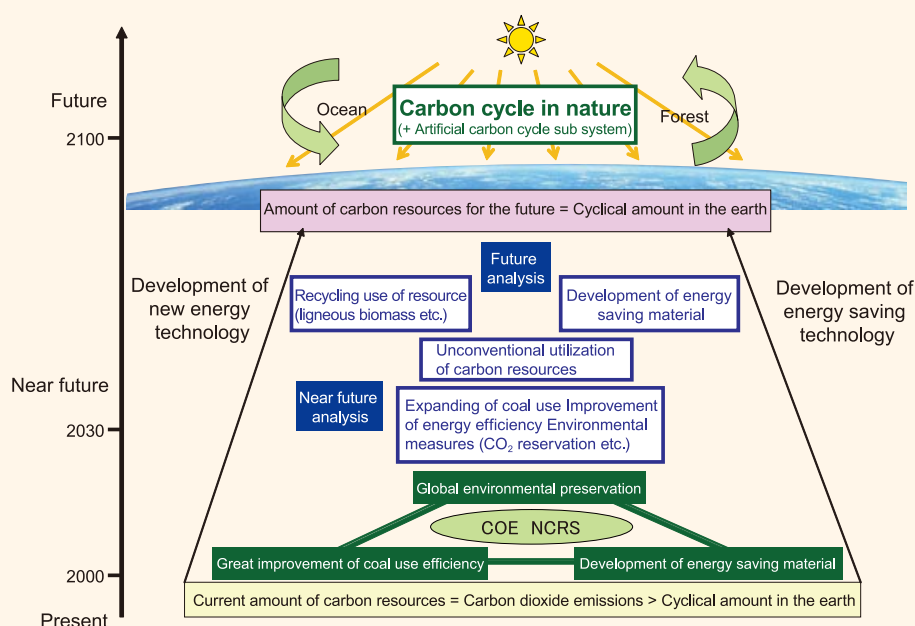 Future
2100
Ocean
Carbon cycle in nature
(+ Artificial carbon cycle sub system)
Forest
Amount of carbon resources for the future = Cyclical amount in the earth
Development of
new energy
technology
Future
analysis
Recycling use of resource
(ligneous biomass etc.)
Development of energy
saving material
Development of
energy saving
technology
Unconventional utilization
of carbon resources
Near future
2030
Near future
analysis
Expanding of coal use Improvement
of energy efficiency Environmental
measures (CO₂ reservation etc.)
Global environmental preservation
COE NCRS
Great improvement of coal use efficiency
Development of energy saving material
2000
Present
Current amount of carbon resources = Carbon dioxide emissions > Cyclical amount in the earth